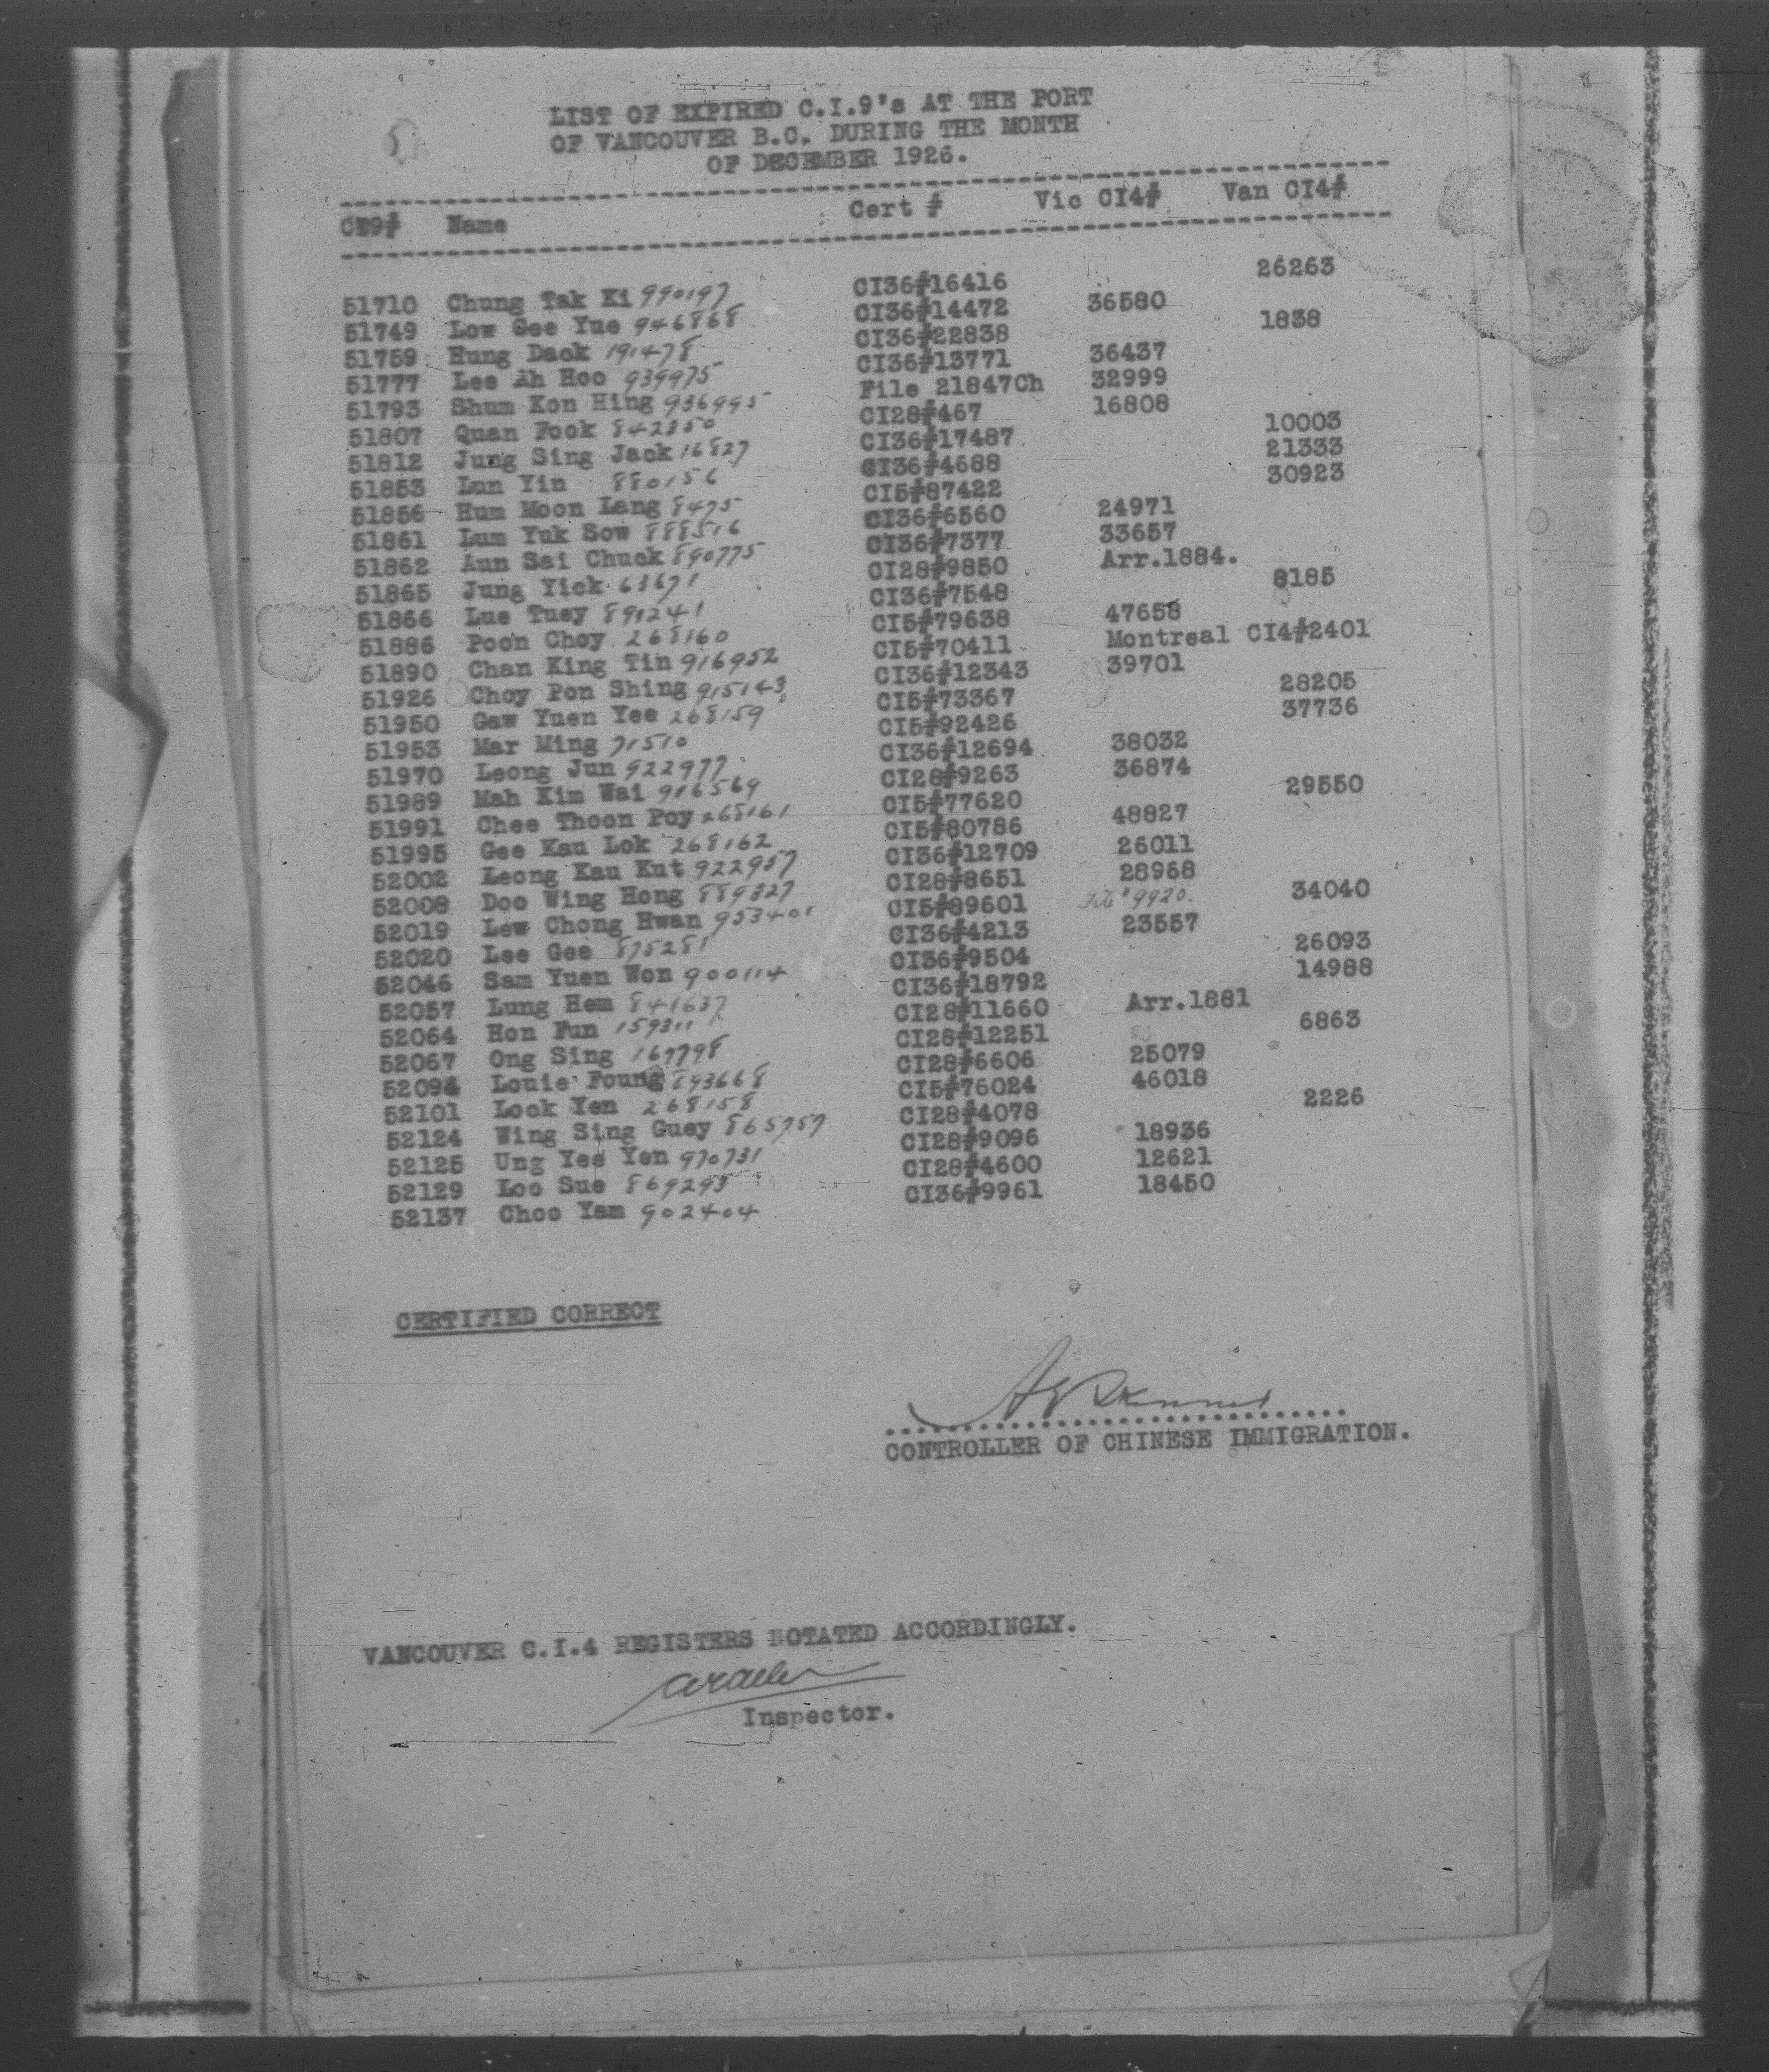 LIST OF EXPIRED C.I.9's AT THE PORT
OF VANCOUVER B.C. DURING THE MONTH
OF DECEMBER 1926.
CI9# Name Cert # Vic CI4# Van CI4#
51710 Chung Tak Ki 990197 CI36#16416 26263
51749 Low Gee Yue 946868 CI36#14472 36580
51759 Hung Dack 191478 CI36#22838 1838
51777 Lee Ah Hoo 939975 CI36#13771 36437
51793 Shum Kon Hing 936995 File 21847Ch 32999
51807 Quan Fook 842350 CI28#467 16808
51812 Jung Sing Jack 16827 CI36#17487 10003
51853 Lun Yin 880156 CI36#4688 21333
51856 Hum Moon Lang 8475 CI5#87422 30923
51861 Lum Yuk Sow 888516 CI36#6560 24971
51862 Aun Sai Chuck 890775 CI36#7377 33657
51865 Jung Yick 63671 CI28#9850 Arr.1884.
51866 Lue Tuey 891241 CI36#7548 8185
51886 Poon Choy 268160 CI5#79638 47658
51890 Chan King Tin 916952 CI5#70411 Montreal CI4#2401
51926 Choy Pon Shing 915143 CI36#12343 39701
51950 Gaw Yuen Yee 268159 CI5#73367 28205
51953 Mar Ming 71510 CI5#92426 37736
51970 Leong Jun 922977 CI36#12694 38032
51989 Mah Kim Wai 916569 CI28#9263 36874
51991 Chee Thoon Poy 268161 CI5#77620 29550
51995 Gee Kau Lok 268162 CI5#80786 48827
52002 Leong Kau Kut 922957 CI36#12709 26011
52008 Doo Wing Hong 889327 CI28#8651 28968
52019 Lew Chong Hwan 953401 CI5#89601 9920. 34040
52020 Lee Gee 875281 CI36#4213 23557
52046 Sam Yuen Won 900114 CI36#9504 26093
52057 Lung Hem 841637 CI36#18792 14988
52064 Hon Fun 159311 CI28#11660 Arr.1881
52067 Ong Sing 167798 CI28#12251 6863
52094 Louie Foung 893668 CI28#6606 25079
52101 Lock Yen 268158 CI5#76024 46018
52124 Wing Sing Guey 865757 CI28#4078 2226
52125 Ung Yee Yen 970731 CI28#9096 18936
52129 Loo Sue 869295 CI28#4600 12621
52137 Choo Yam 902404 CI36#9961 18450
CERTIFIED CORRECT
CONTROLLER OF CHINESE IMMIGRATION.
VANCOUVER C.I.4 REGISTERS NOTATED ACCORDINGLY.
Inspector.